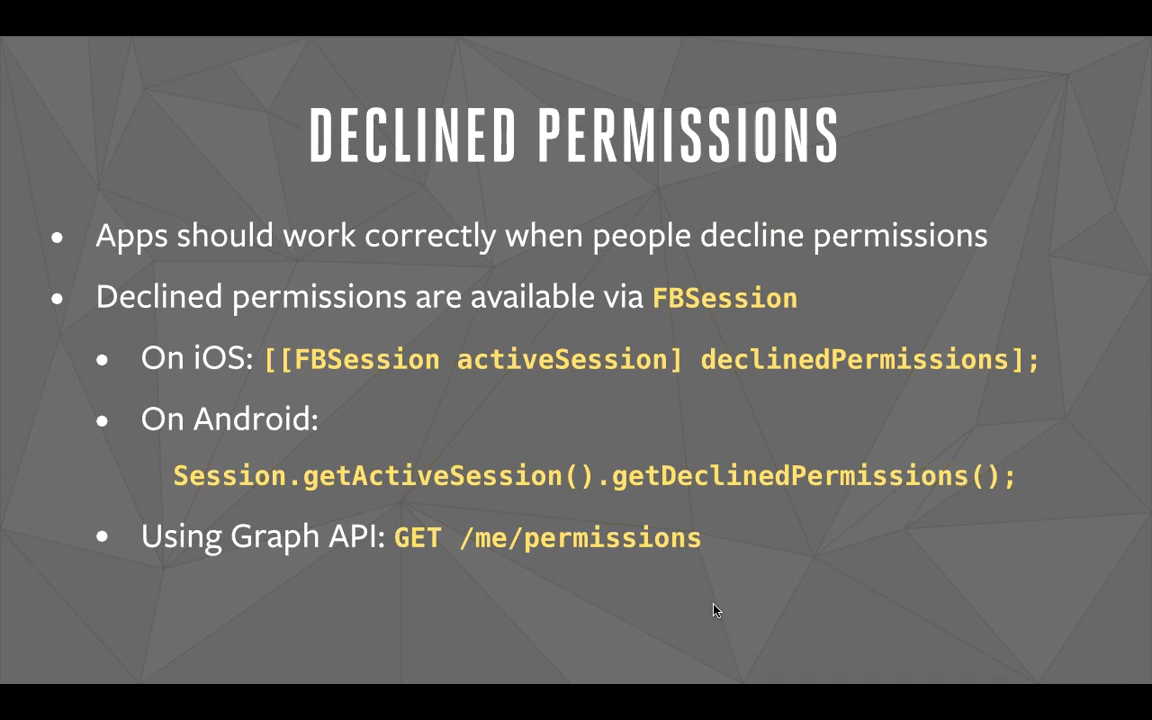 DECLINED PERMISSIONS
• Apps should work correctly when people decline permissions
• Declined permissions are available via FBSession
• On iOS: [[FBSession activeSession] declinedPermissions];
• On Android:
Session.getActiveSession().getDeclinedPermissions();
• Using Graph API: GET /me/permissions